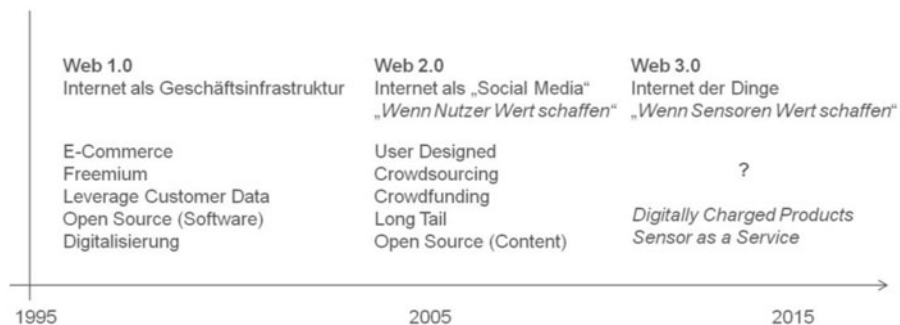 Web 1.0
Internet als Geschäftsinfrastruktur
E-Commerce
Freemium
Leverage Customer Data
Open Source (Software)
Digitalisierung
Web 2.0
Internet als „Social Media“
„Wenn Nutzer Wert schaffen“
User Designed
Crowdsourcing
Crowdfunding
Long Tail
Open Source (Content)
Web 3.0
Internet der Dinge
„Wenn Sensoren Wert schaffen“
?
Digitally Charged Products
Sensor as a Service
1995
2005
2015